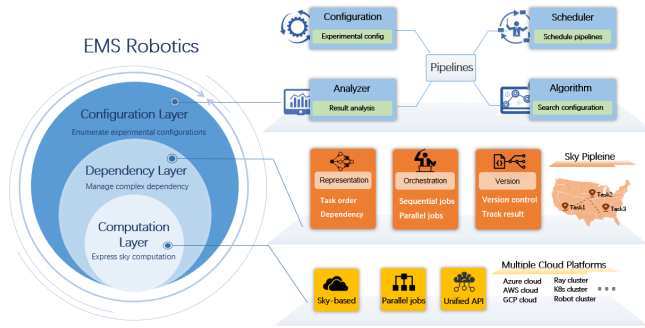 EMS Robotics
Configuration Layer
Enumerate experimental configurations
Dependency Layer
Manage complex dependency
Computation
Layer
Express sky computation
Configuration
Experimental config
Scheduler
Schedule pipelines
Pipelines
Analyzer
Result analysis
Algorithm
Search configuration
Representation
Task order
Dependency
Orchestration
Sequential jobs
Parallel jobs
Version
Version control
Track result
Sky Pipleine
Task1
Task2
Task3
Sky-based
Parallel jobs
Unified API
Multiple Cloud Platforms
Azure cloud
AWS cloud
GCP cloud
Ray cluster
K8s cluster
Robot cluster